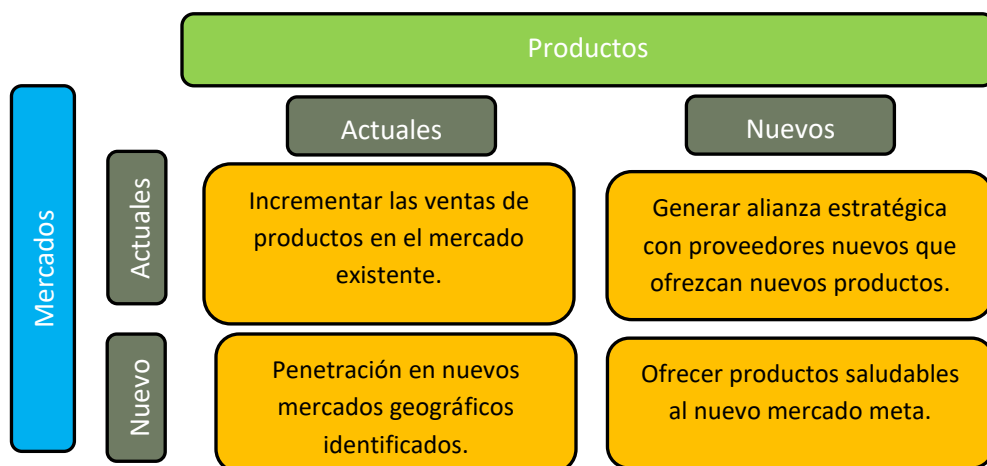 Productos
Actuales
Nuevos
Mercados
Actuales
Incrementar las ventas de
productos en el mercado
existente.
Generar alianza estratégica
con proveedores nuevos que
ofrezcan nuevos productos.
Nuevo
Penetración en nuevos
mercados geográficos
identificados.
Ofrecer productos saludables
al nuevo mercado meta.